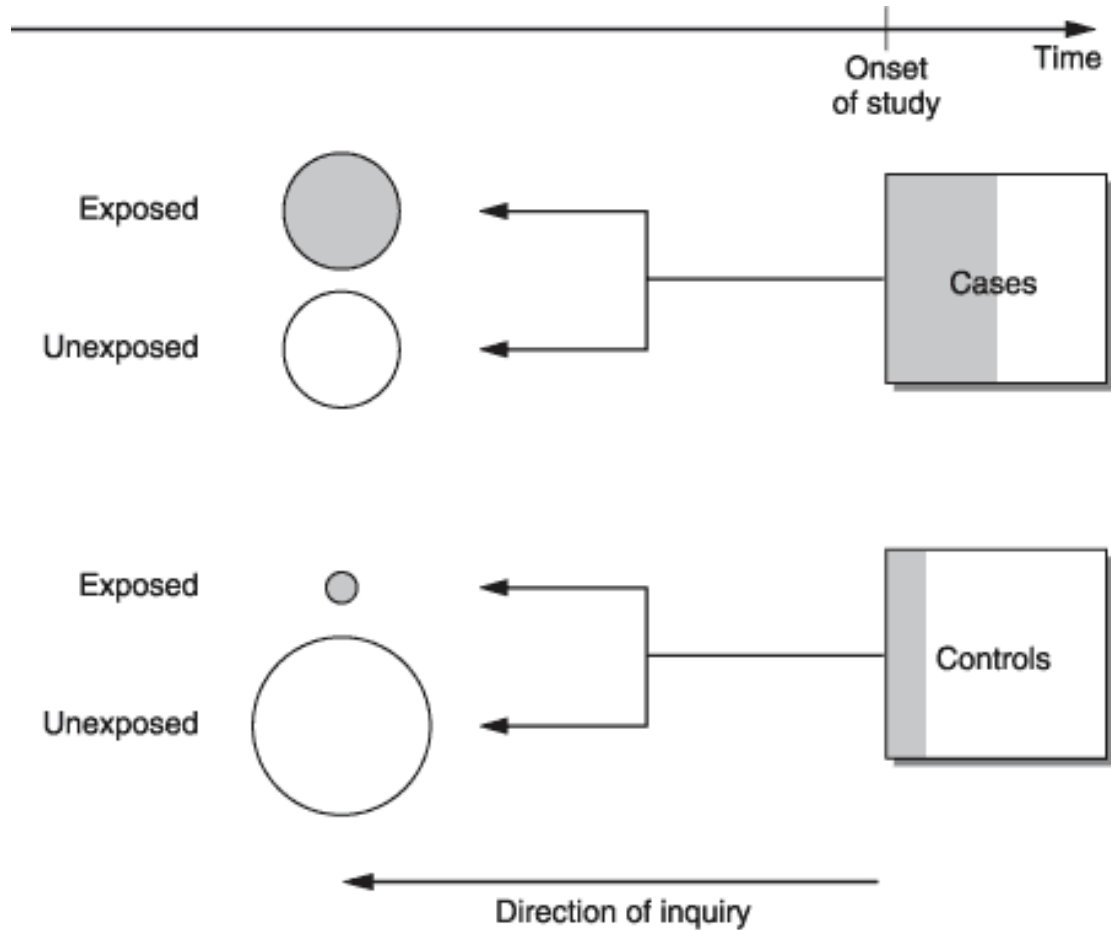 Time
Onset
of study
Exposed
Cases
Unexposed
Exposed
Controls
Unexposed
Direction of inquiry